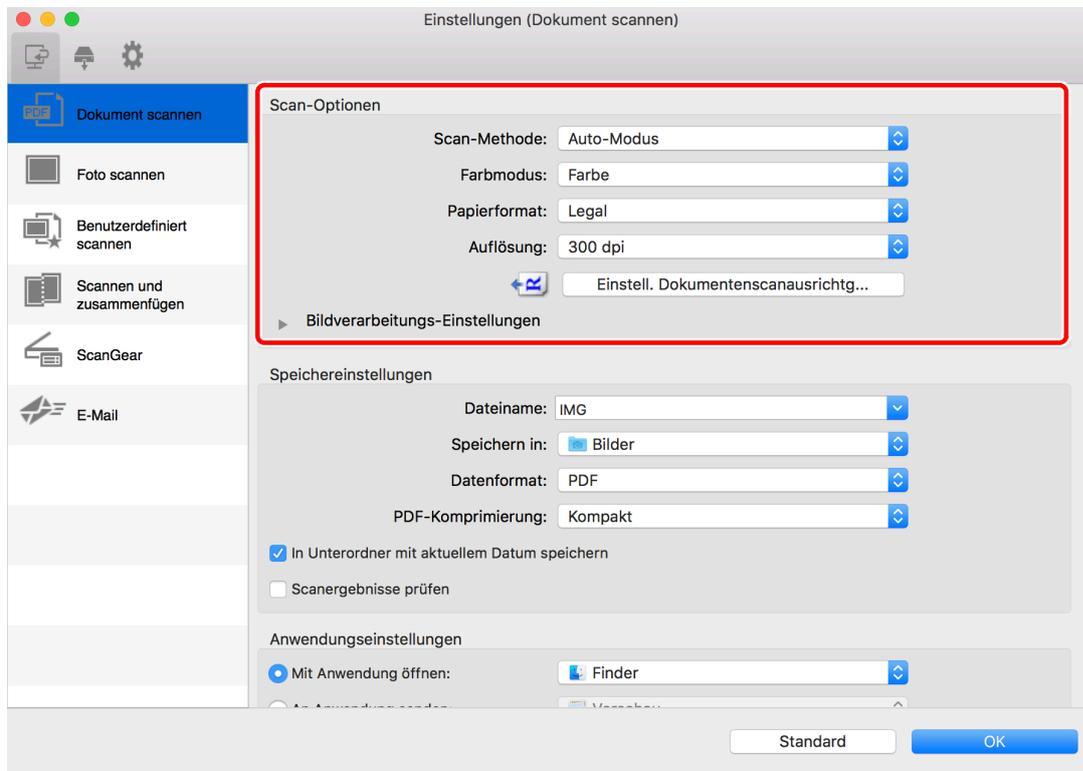 Einstellungen (Dokument scannen)
PDF
Dokument scannen
Foto scannen
Benutzerdefiniert
scannen
Scannen und
zusammenfügen
ScanGear
E-Mail
Scan-Optionen
Scan-Methode: Auto-Modus
Farbmodus: Farbe
Papierformat: Legal
Auflösung: 300 dpi
R Einstell. Dokumentenscanausrichtg...
Bildverarbeitungs-Einstellungen
Speichereinstellungen
Dateiname: IMG
Speichern in: Bilder
Datenformat: PDF
PDF-Komprimierung: Kompakt
In Unterordner mit aktuellem Datum speichern
Scanergebnisse prüfen
Anwendungseinstellungen
Mit Anwendung öffnen: Finder
Standard
OK